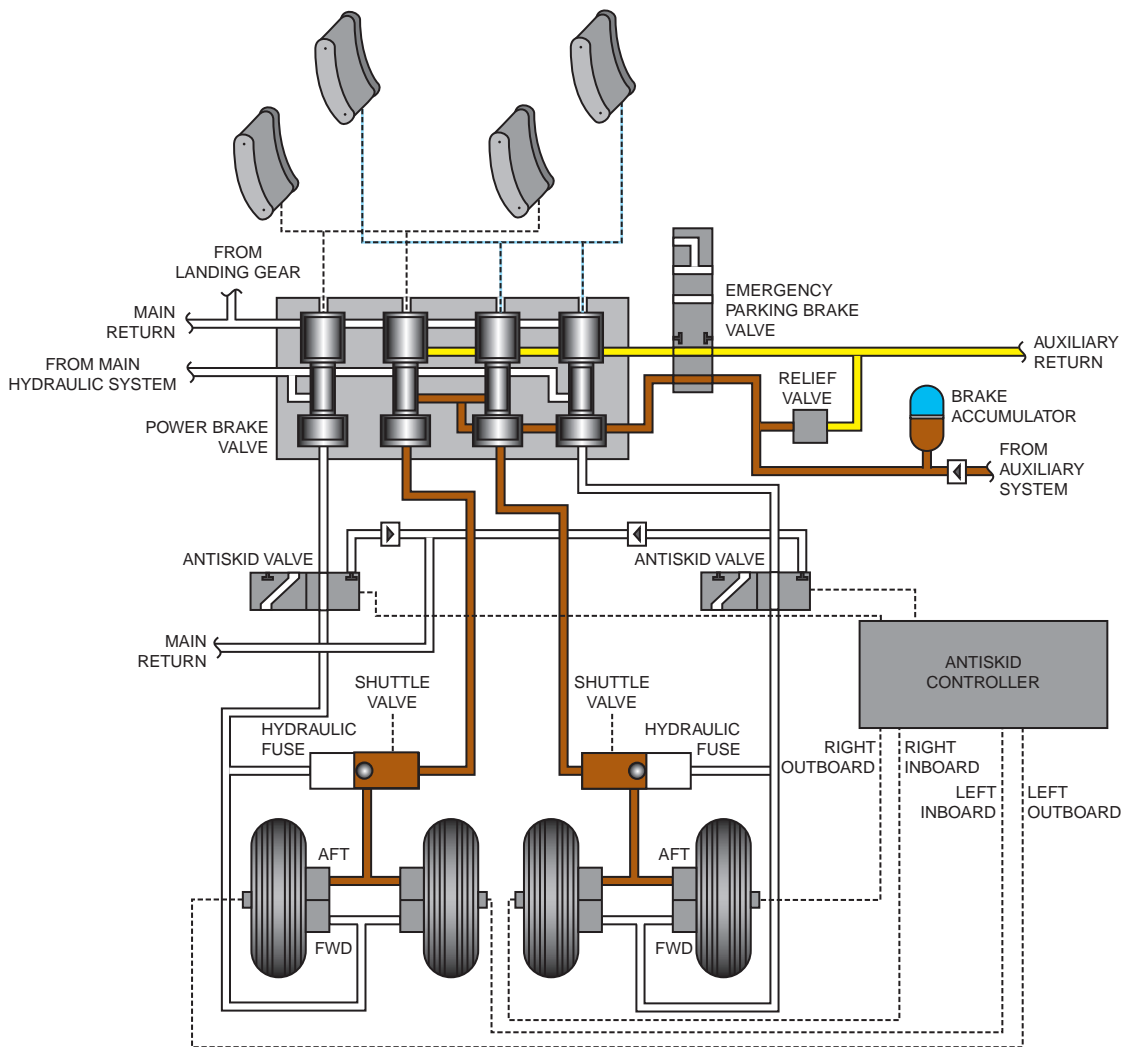 FROM
LANDING GEAR
MAIN
RETURN
FROM MAIN
HYDRAULIC SYSTEM
POWER BRAKE
VALVE
EMERGENCY
PARKING BRAKE
VALVE
AUXILIARY
RETURN
RELIEF
VALVE
BRAKE
ACCUMULATOR
FROM
AUXILIARY
SYSTEM
ANTISKID VALVE
ANTISKID VALVE
MAIN
RETURN
ANTISKID
CONTROLLER
SHUTTLE
VALVE
SHUTTLE
VALVE
HYDRAULIC
FUSE
HYDRAULIC
FUSE
RIGHT
OUTBOARD
RIGHT
INBOARD
LEFT
INBOARD
LEFT
OUTBOARD
AFT
AFT
FWD
FWD